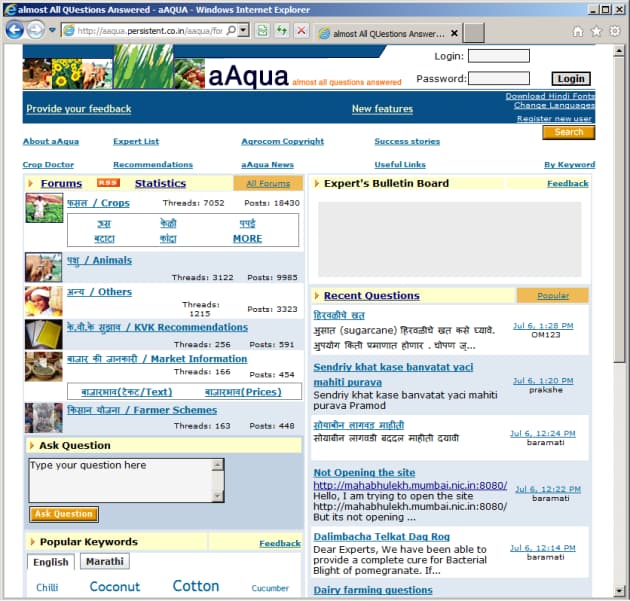 almost All QUestions Answered - aAQUA - Windows Internet Explorer
http://aaqua.persistent.co.in/aaqua/for
almost All QUestions Answer...
aAqua almost all questions answered
Login:
Password:
Login
Provide your feedback
New features
Download Hindi Fonts
Change Languages
Register new user
Search
About aAqua Expert List Agrocom Copyright Success stories
Crop Doctor Recommendations aAqua News Useful Links By Keyword
Forums RSS Statistics All Forums
फसल / Crops Threads: 7052 Posts: 18430
ऊस केळी पपई
बटाटा कांदा MORE
पशु / Animals
Threads: 3122 Posts: 9985
अन्य / Others
Threads: 1215 Posts: 3323
के.वी.के सुझाव / KVK Recommendations
Threads: 256 Posts: 591
बाजार की जानकारी / Market Information
Threads: 166 Posts: 454
बाजारभाव(टेकट/Text) बाजारभाव(Prices)
किसान योजना / Farmer Schemes
Threads: 163 Posts: 448
Ask Question
Type your question here
Ask Question
Popular Keywords Feedback
English Marathi
Chilli Coconut Cotton Cucumber
Expert's Bulletin Board Feedback
Recent Questions Popular
हिरवळीचे खत
Jul 6, 1:28 PM
OM123
अुसात (sugarcane) हिरवळीचे खत कसे घ्यावे.
अुपयोग किती प्रमाणात होणार . चोपण ज्...
Sendriy khat kase banvatat yaci
mahiti purava
Jul 6, 1:20 PM
prakshe
Sendriy khat kase banvatat yaci mahiti
purava Pramod
सोयाबीन लागवड माहीती
Jul 6, 12:24 PM
baramati
सोयाबीन लागवडी बद्दल माहीती दयावी
Not Opening the site
http://mahabhulekh.mumbai.nic.in:8080/
Jul 6, 12:22 PM
baramati
Hello, I am trying to open the site
http://mahabhulekh.mumbai.nic.in:8080/
But its not opening ...
Dalimbacha Telkat Dag Rog
Jul 6, 12:14 PM
baramati
Dear Experts, We have been able to
provide a complete cure for Bacterial
Blight of pomegranate. If...
Dairy farming questions